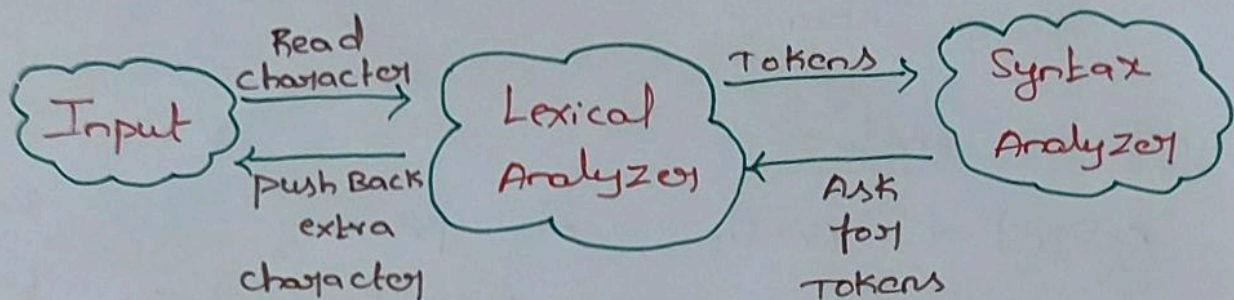 Read
character
Input
push Back
extra
character
Lexical
Analyzer
Tokens
Ask
for
Tokens
Syntax
Analyzer